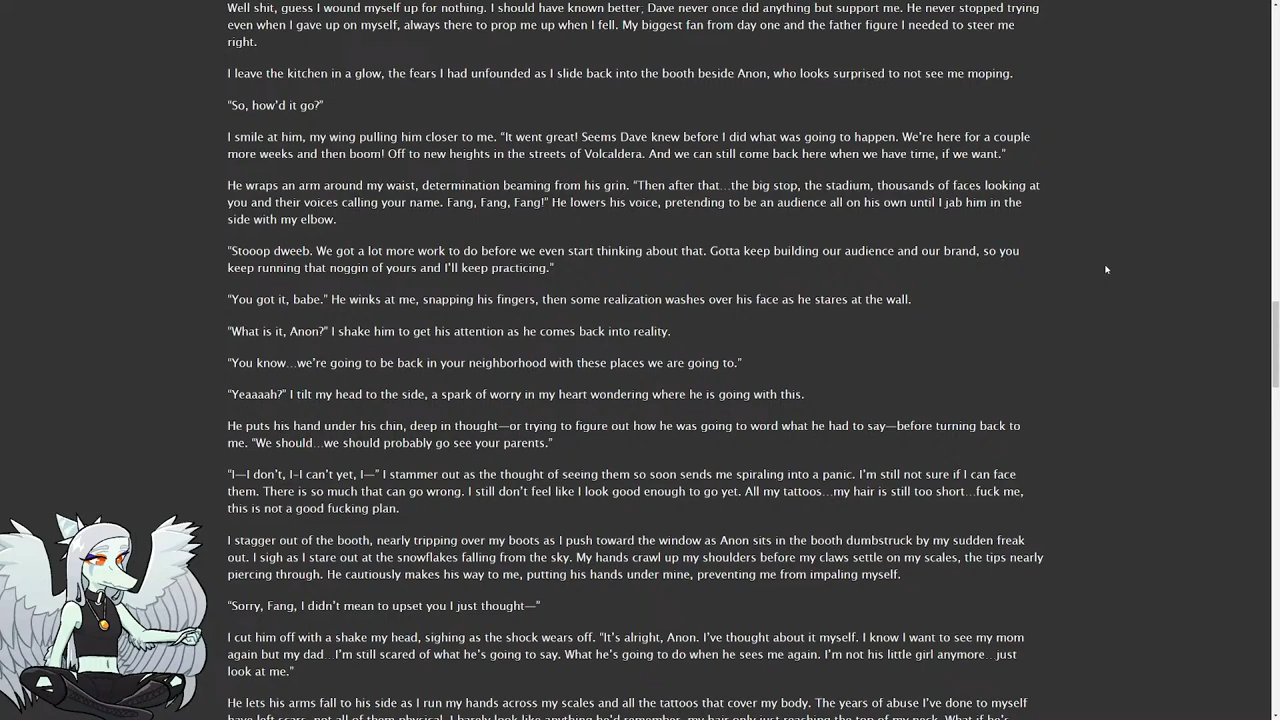 Well shit, guess I wound myself up for nothing. I should have known better, Dave never once did anything but support me. He never stopped trying
even when I gave up on myself, always there to prop me up when I fell. My biggest fan from day one and the father figure I needed to steer me
right.
I leave the kitchen in a glow, the fears I had unfounded as I slide back into the booth beside Anon, who looks surprised to not see me moping.
“So, how’d it go?”
I smile at him, my wing pulling him closer to me. “It went great! Seems Dave knew before I did what was going to happen. We’re here for a couple
more weeks and then boom! Off to new heights in the streets of Volcaldera. And we can still come back here when we have time, if we want.”
He wraps an arm around my waist, determination beaming from his grin. “Then after that…the big stop, the stadium, thousands of faces looking at
you and their voices calling your name. Fang, Fang, Fang!” He lowers his voice, pretending to be an audience all on his own until I jab him in the
side with my elbow.
“Stooop dweeb. We got a lot more work to do before we even start thinking about that. Gotta keep building our audience and our brand, so you
keep running that noggin of yours and I’ll keep practicing.”
“You got it, babe.” He winks at me, snapping his fingers, then some realization washes over his face as he stares at the wall.
“What is it, Anon?” I shake him to get his attention as he comes back into reality.
“You know…we’re going to be back in your neighborhood with these places we are going to.”
“Yeaaaah?” I tilt my head to the side, a spark of worry in my heart wondering where he is going with this.
He puts his hand under his chin, deep in thought—or trying to figure out how he was going to word what he had to say—before turning back to
me. “We should…we should probably go see your parents.”
“I—I don’t, I–I can’t yet, I—” I stammer out as the thought of seeing them so soon sends me spiraling into a panic. I’m still not sure if I can face
them. There is so much that can go wrong. I still don’t feel like I look good enough to go yet. All my tattoos…my hair is still too short…fuck me,
this is not a good fucking plan.
I stagger out of the booth, nearly tripping over my boots as I push toward the window as Anon sits in the booth dumbstruck by my sudden freak
out. I sigh as I stare out at the snowflakes falling from the sky. My hands crawl up my shoulders before my claws settle on my scales, the tips nearly
piercing through. He cautiously makes his way to me, putting his hands under mine, preventing me from impaling myself.
“Sorry, Fang, I didn’t mean to upset you I just thought—”
I cut him off with a shake my head, sighing as the shock wears off. “It’s alright, Anon. I’ve thought about it myself. I know I want to see my mom
again but my dad…I’m still scared of what he’s going to say. What he’s going to do when he sees me again. I’m not his little girl anymore…just
look at me.”
He lets his arms fall to his side as I run my hands across my scales and all the tattoos that cover my body. The years of abuse I’ve done to myself
have left scars, not all of them physical. I barely look like anything he’d remember, my hair only just reaching the top of my neck. What if he’s